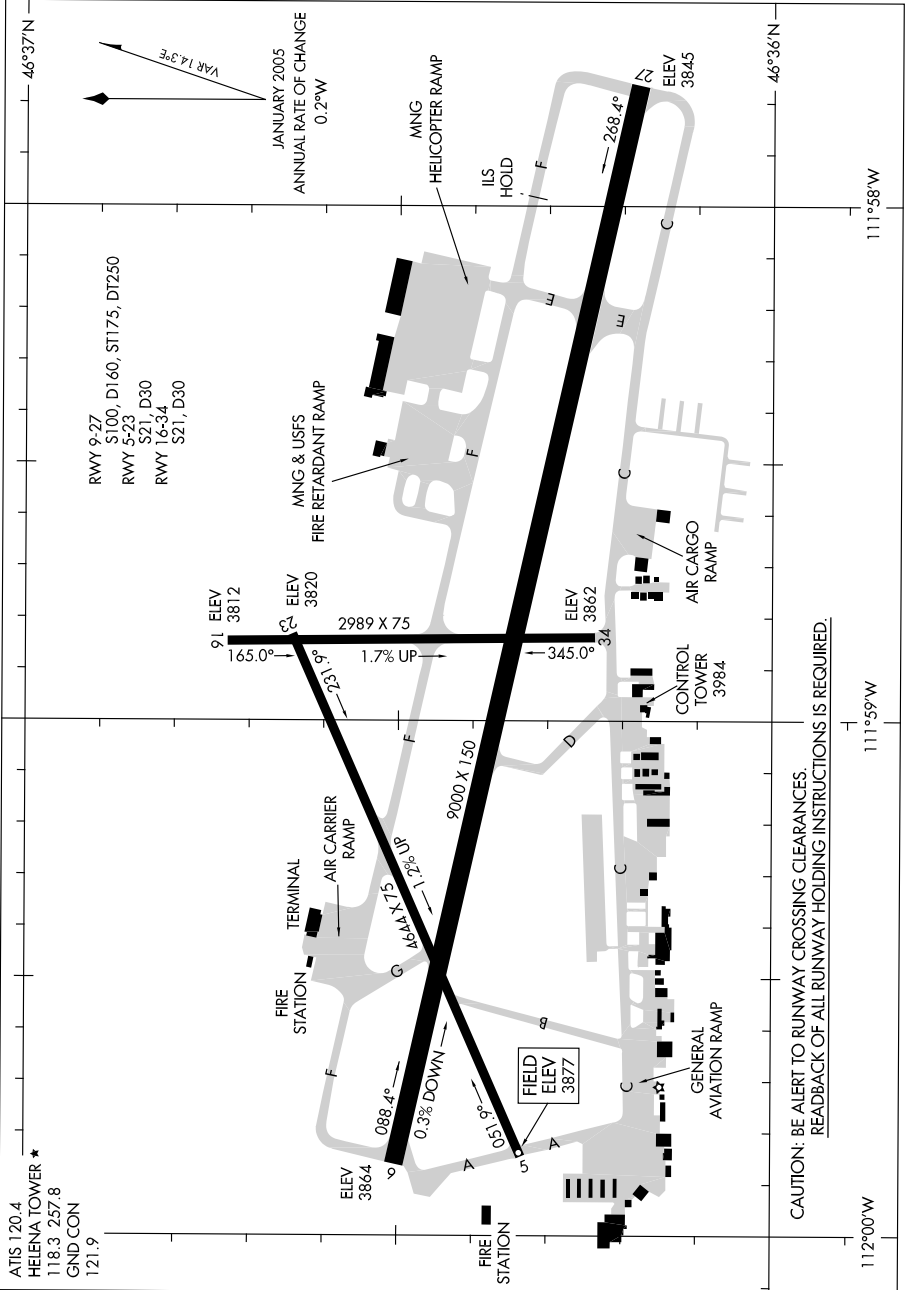 ATIS 120.4
HELENA TOWER ★
118.3 257.8
GND CON
121.9
46°37'N
VAR 14.3°E
JANUARY 2005
ANNUAL RATE OF CHANGE
0.2°W
RWY 9-27
S100, D160, ST175, DT250
RWY 5-23
S21, D30
RWY 16-34
S21, D30
MNG
HELICOPTER RAMP
ILS
HOLD
F
MNG & USFS
FIRE RETARDANT RAMP
F
E
E
C
268.4°
27
ELEV
3845
46°36'N
111°58'W
16
ELEV
3812
23
ELEV
3820
165.0°
2989 X 75
1.7% UP
345.0°
ELEV
3862
34
231.9°
F
9000 X 150
D
C
AIR CARGO
RAMP
CONTROL
TOWER
3984
111°59'W
TERMINAL
AIR CARRIER
RAMP
FIRE
STATION
G
4644 X 75
1.2% UP
F
088.4°
0.3% DOWN
9
ELEV
3864
A
051.9°
5
FIELD
ELEV
3877
A
B
C
C
GENERAL
AVIATION RAMP
FIRE
STATION
112°00'W
CAUTION: BE ALERT TO RUNWAY CROSSING CLEARANCES.
READBACK OF ALL RUNWAY HOLDING INSTRUCTIONS IS REQUIRED.